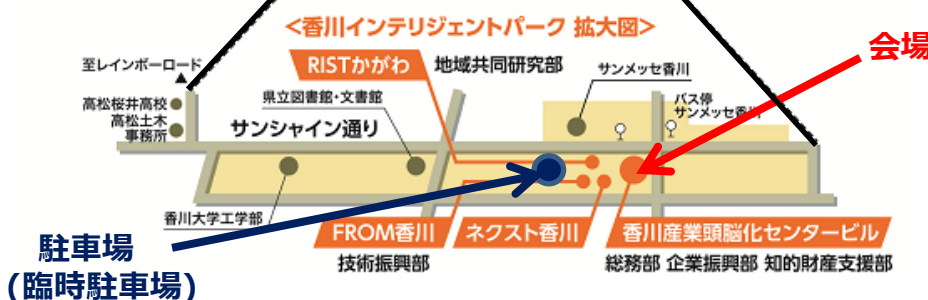 <香川インテリジェントパーク 拡大図>
会場
至レインボーロード
RISTかがわ 地域共同研究部
サンメッセ香川
高松桜井高校
県立図書館・文書館
バス停
サンメッセ香川
高松土木
事務所
サンシャイン通り
香川大学工学部
駐車場
(臨時駐車場)
FROM香川
ネクスト香川
香川産業頭脳化センタービル
技術振興部
総務部 企業振興部 知的財産支援部